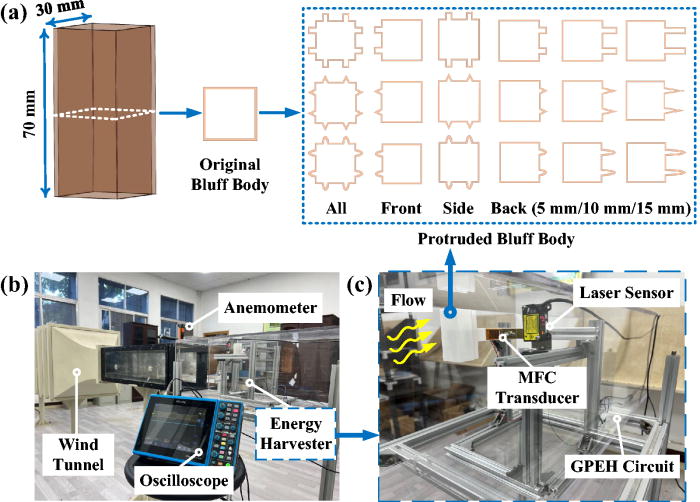 (a)
30 mm
70 mm
Original
Bluff Body
All
Front
Side
Back (5 mm/10 mm/15 mm)
Protruded Bluff Body
(b)
Anemometer
Wind
Tunnel
Oscilloscope
Energy
Harvester
(c)
Flow
Laser Sensor
MFC
Transducer
GPEH Circuit